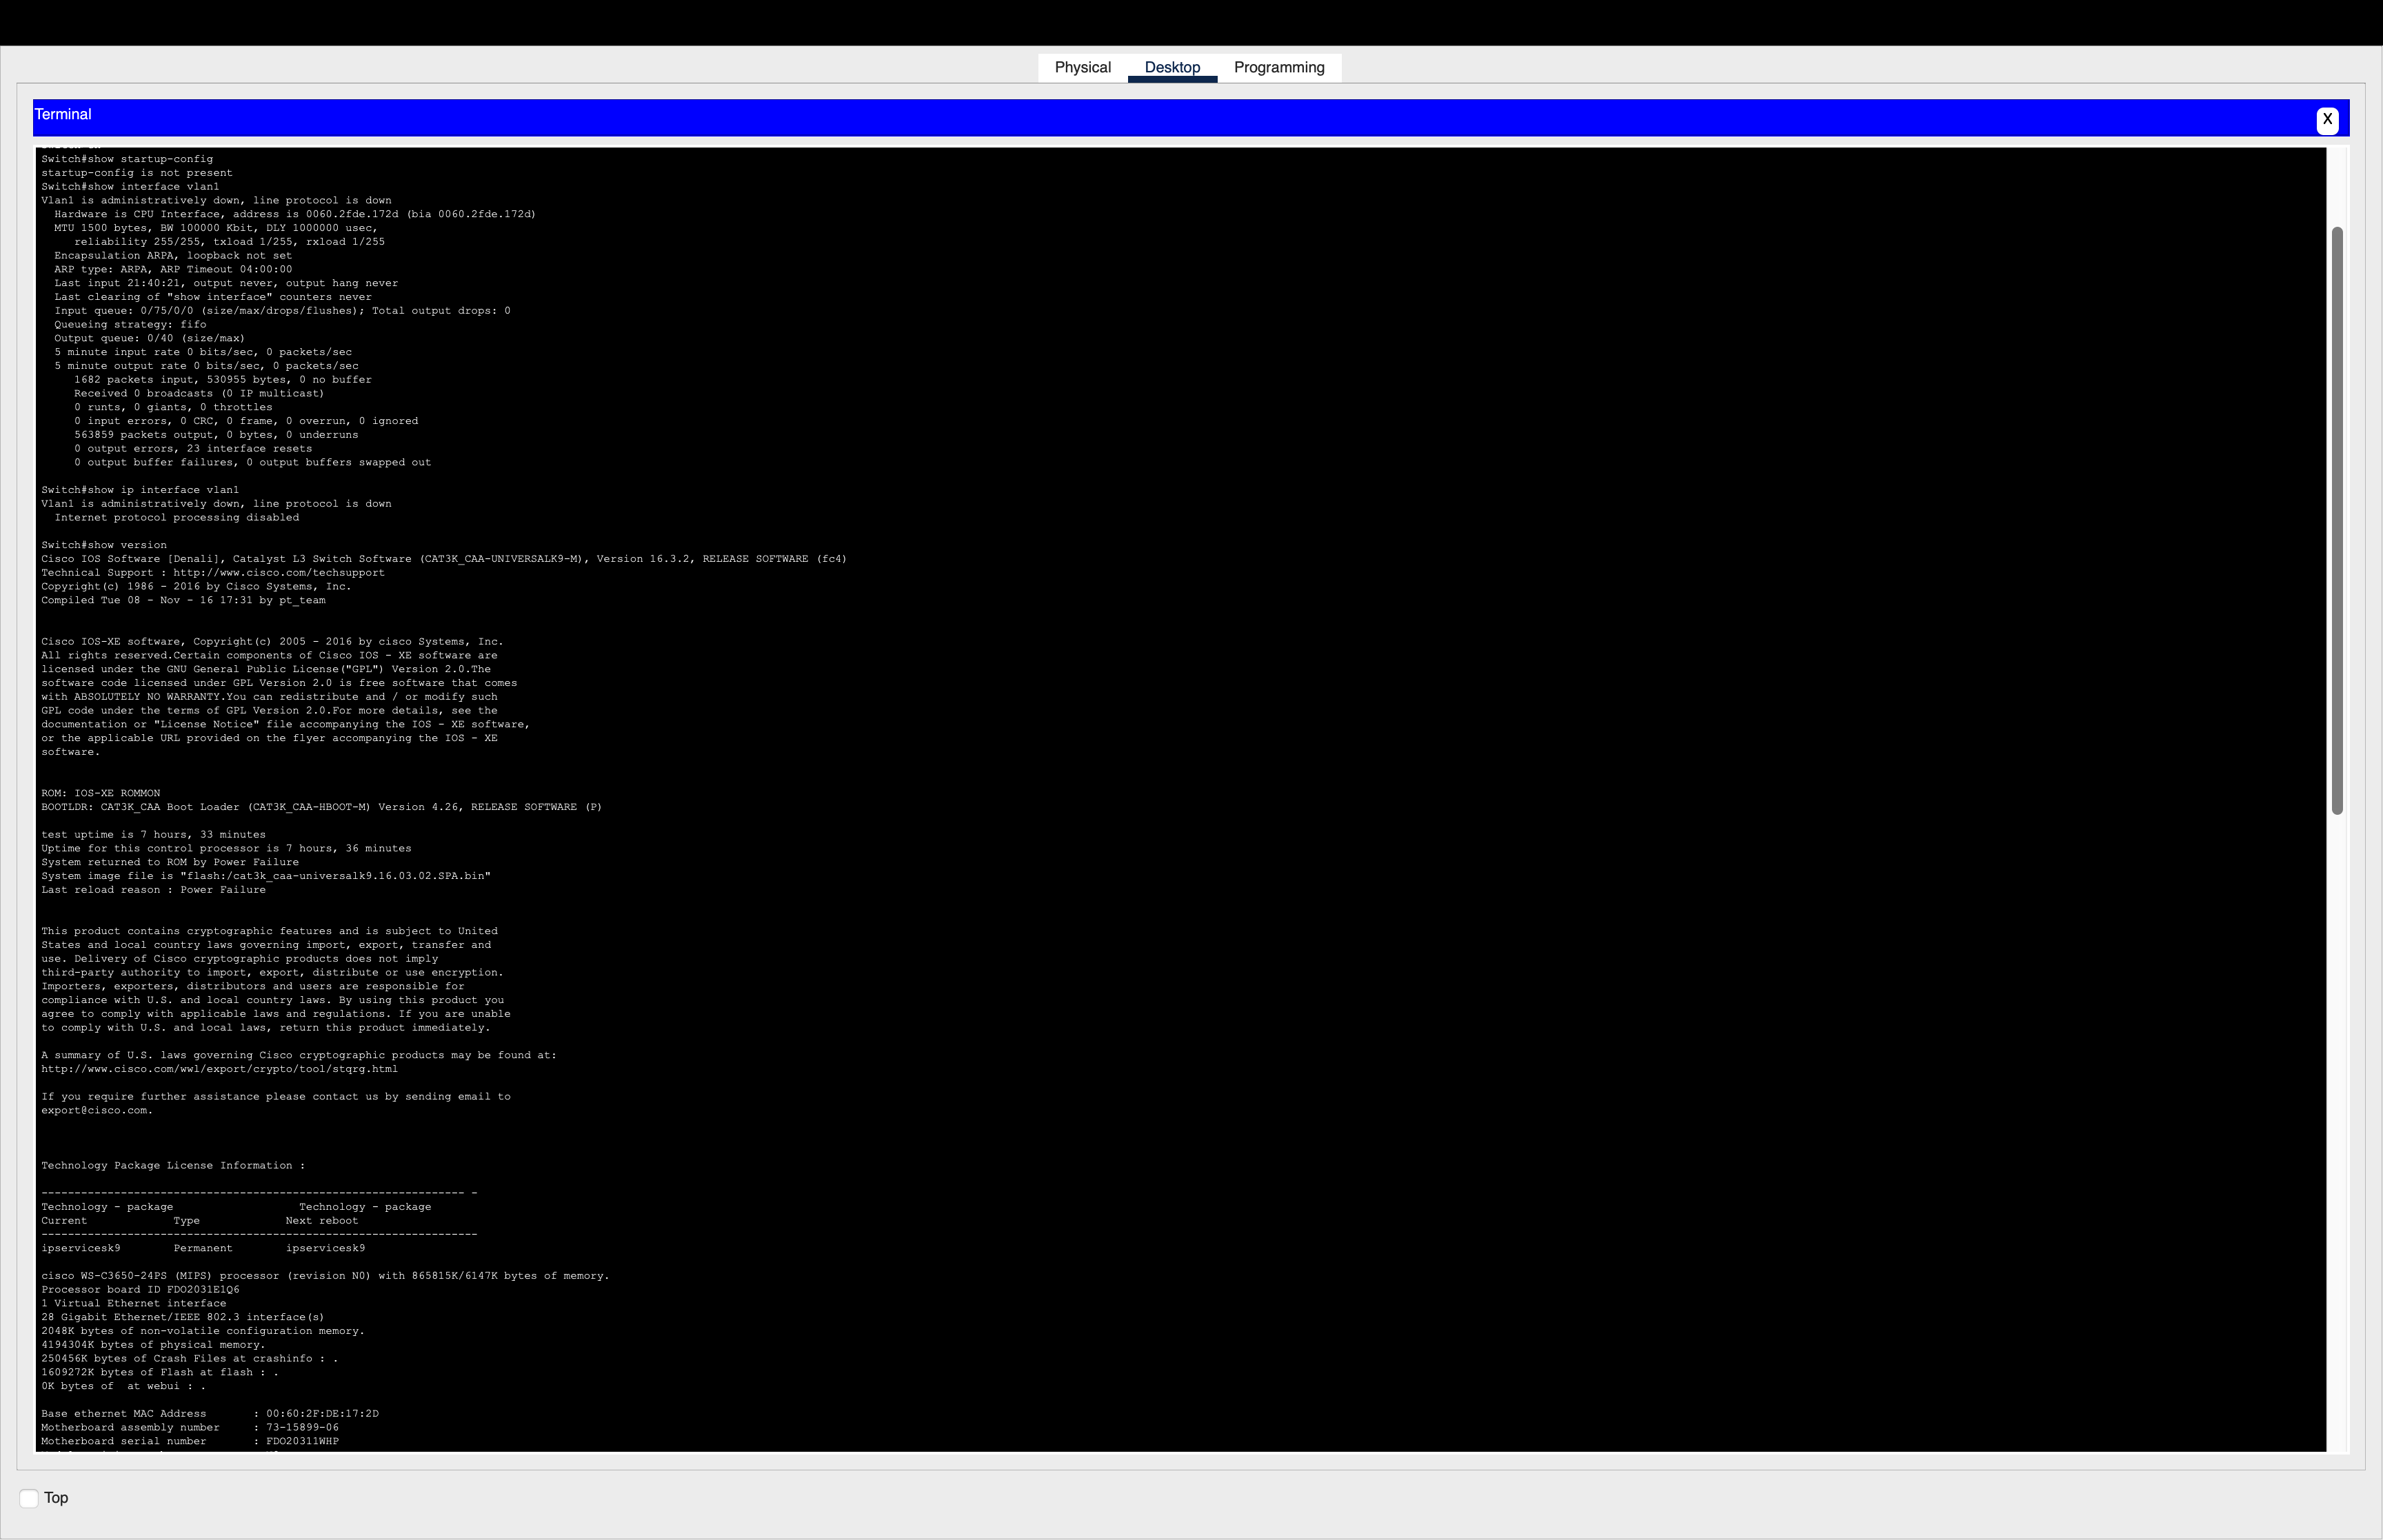 Physical Desktop Programming
Terminal
X
Switch#show startup-config
startup-config is not present
Switch#show interface vlan1
Vlan1 is administratively down, line protocol is down
  Hardware is CPU Interface, address is 0060.2fde.172d (bia 0060.2fde.172d)
  MTU 1500 bytes, BW 100000 Kbit, DLY 1000000 usec,
     reliability 255/255, txload 1/255, rxload 1/255
  Encapsulation ARPA, loopback not set
  ARP type: ARPA, ARP Timeout 04:00:00
  Last input 21:40:21, output never, output hang never
  Last clearing of "show interface" counters never
  Input queue: 0/75/0/0 (size/max/drops/flushes); Total output drops: 0
  Queueing strategy: fifo
  Output queue: 0/40 (size/max)
  5 minute input rate 0 bits/sec, 0 packets/sec
  5 minute output rate 0 bits/sec, 0 packets/sec
     1682 packets input, 530955 bytes, 0 no buffer
     Received 0 broadcasts (0 IP multicast)
     0 runts, 0 giants, 0 throttles
     0 input errors, 0 CRC, 0 frame, 0 overrun, 0 ignored
     563859 packets output, 0 bytes, 0 underruns
     0 output errors, 23 interface resets
     0 output buffer failures, 0 output buffers swapped out
Switch#show ip interface vlan1
Vlan1 is administratively down, line protocol is down
  Internet protocol processing disabled
Switch#show version
Cisco IOS Software [Denali], Catalyst L3 Switch Software (CAT3K_CAA-UNIVERSALK9-M), Version 16.3.2, RELEASE SOFTWARE (fc4)
Technical Support : http://www.cisco.com/techsupport
Copyright(c) 1986 - 2016 by Cisco Systems, Inc.
Compiled Tue 08 - Nov - 16 17:31 by pt_team
Cisco IOS-XE software, Copyright(c) 2005 - 2016 by cisco Systems, Inc.
All rights reserved.Certain components of Cisco IOS - XE software are
licensed under the GNU General Public License("GPL") Version 2.0.The
software code licensed under GPL Version 2.0 is free software that comes
with ABSOLUTELY NO WARRANTY.You can redistribute and / or modify such
GPL code under the terms of GPL Version 2.0.For more details, see the
documentation or "License Notice" file accompanying the IOS - XE software,
or the applicable URL provided on the flyer accompanying the IOS - XE
software.
ROM: IOS-XE ROMMON
BOOTLDR: CAT3K_CAA Boot Loader (CAT3K_CAA-HBOOT-M) Version 4.26, RELEASE SOFTWARE (P)
test uptime is 7 hours, 33 minutes
Uptime for this control processor is 7 hours, 36 minutes
System returned to ROM by Power Failure
System image file is "flash:/cat3k_caa-universalk9.16.03.02.SPA.bin"
Last reload reason : Power Failure
This product contains cryptographic features and is subject to United
States and local country laws governing import, export, transfer and
use. Delivery of Cisco cryptographic products does not imply
third-party authority to import, export, distribute or use encryption.
Importers, exporters, distributors and users are responsible for
compliance with U.S. and local country laws. By using this product you
agree to comply with applicable laws and regulations. If you are unable
to comply with U.S. and local laws, return this product immediately.
A summary of U.S. laws governing Cisco cryptographic products may be found at:
http://www.cisco.com/wwl/export/crypto/tool/stqrg.html
If you require further assistance please contact us by sending email to
export@cisco.com.
Technology Package License Information :
---------------------------------------------------------------- -
Technology - package                   Technology - package
Current             Type             Next reboot
------------------------------------------------------------------
ipservicesk9        Permanent        ipservicesk9
cisco WS-C3650-24PS (MIPS) processor (revision N0) with 865815K/6147K bytes of memory.
Processor board ID FDO2031E1Q6
1 Virtual Ethernet interface
28 Gigabit Ethernet/IEEE 802.3 interface(s)
2048K bytes of non-volatile configuration memory.
4194304K bytes of physical memory.
250456K bytes of Crash Files at crashinfo : .
1609272K bytes of Flash at flash : .
0K bytes of  at webui : .
Base ethernet MAC Address       : 00:60:2F:DE:17:2D
Motherboard assembly number     : 73-15899-06
Motherboard serial number       : FDO20311WHP
Top